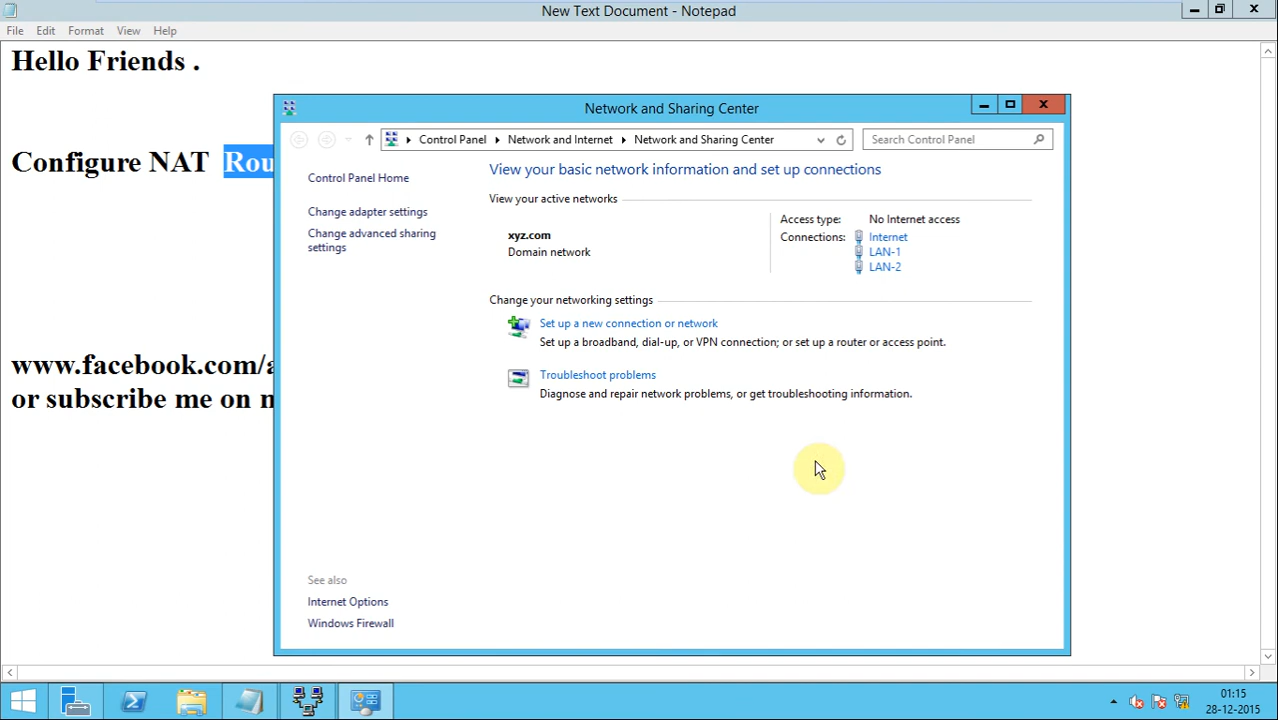 New Text Document - Notepad
File Edit Format View Help
Hello Friends .
Configure NAT Rou
www.facebook.com/a
or subscribe me on n
Network and Sharing Center
Control Panel Network and Internet Network and Sharing Center
Search Control Panel
Control Panel Home
Change adapter settings
Change advanced sharing
settings
View your basic network information and set up connections
View your active networks
xyz.com
Domain network
Access type: No Internet access
Connections: Internet
LAN-1
LAN-2
Change your networking settings
Set up a new connection or network
Set up a broadband, dial-up, or VPN connection; or set up a router or access point.
Troubleshoot problems
Diagnose and repair network problems, or get troubleshooting information.
See also
Internet Options
Windows Firewall
01:15
28-12-2015